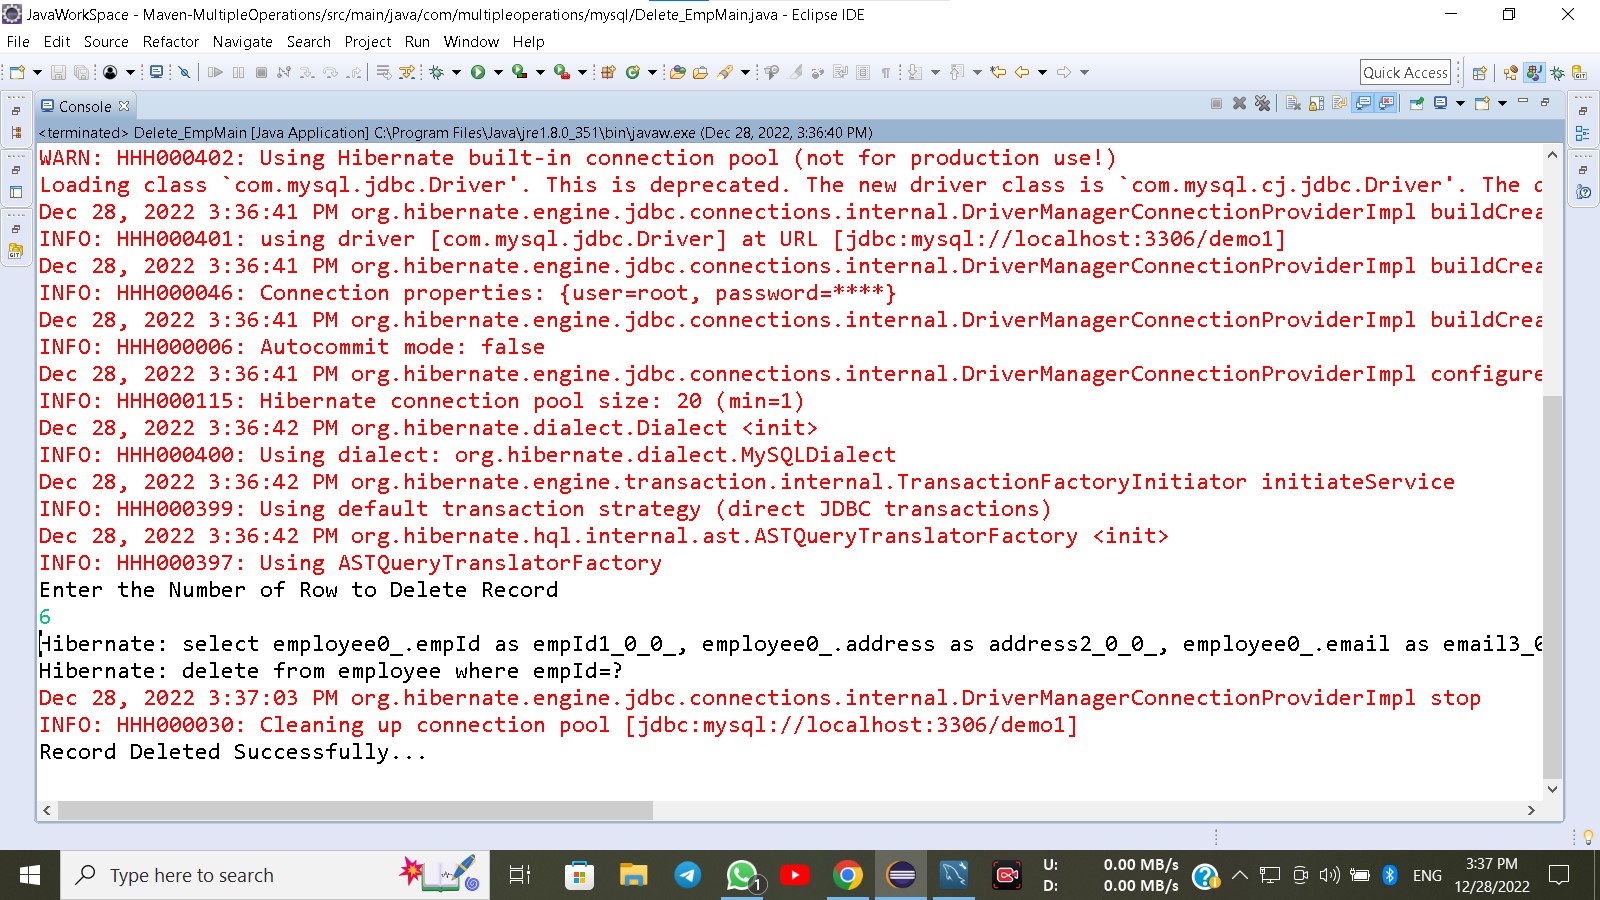 JavaWorkSpace - Maven-MultipleOperations/src/main/java/com/multipleoperations/mysql/Delete_EmpMain.java - Eclipse IDE
File Edit Source Refactor Navigate Search Project Run Window Help
Quick Access
Console
<terminated> Delete_EmpMain [Java Application] C:\Program Files\Java\jre1.8.0_351\bin\javaw.exe (Dec 28, 2022, 3:36:40 PM)
WARN: HHH000402: Using Hibernate built-in connection pool (not for production use!)
Loading class `com.mysql.jdbc.Driver'. This is deprecated. The new driver class is `com.mysql.cj.jdbc.Driver'. The d
Dec 28, 2022 3:36:41 PM org.hibernate.engine.jdbc.connections.internal.DriverManagerConnectionProviderImpl buildCrea
INFO: HHH000401: using driver [com.mysql.jdbc.Driver] at URL [jdbc:mysql://localhost:3306/demo1]
Dec 28, 2022 3:36:41 PM org.hibernate.engine.jdbc.connections.internal.DriverManagerConnectionProviderImpl buildCrea
INFO: HHH000046: Connection properties: {user=root, password=****}
Dec 28, 2022 3:36:41 PM org.hibernate.engine.jdbc.connections.internal.DriverManagerConnectionProviderImpl buildCrea
INFO: HHH000006: Autocommit mode: false
Dec 28, 2022 3:36:41 PM org.hibernate.engine.jdbc.connections.internal.DriverManagerConnectionProviderImpl configure
INFO: HHH000115: Hibernate connection pool size: 20 (min=1)
Dec 28, 2022 3:36:42 PM org.hibernate.dialect.Dialect <init>
INFO: HHH000400: Using dialect: org.hibernate.dialect.MySQLDialect
Dec 28, 2022 3:36:42 PM org.hibernate.engine.transaction.internal.TransactionFactoryInitiator initiateService
INFO: HHH000399: Using default transaction strategy (direct JDBC transactions)
Dec 28, 2022 3:36:42 PM org.hibernate.hql.internal.ast.ASTQueryTranslatorFactory <init>
INFO: HHH000397: Using ASTQueryTranslatorFactory
Enter the Number of Row to Delete Record
6
Hibernate: select employee0_.empId as empId1_0_0_, employee0_.address as address2_0_0_, employee0_.email as email3_0
Hibernate: delete from employee where empId=?
Dec 28, 2022 3:37:03 PM org.hibernate.engine.jdbc.connections.internal.DriverManagerConnectionProviderImpl stop
INFO: HHH000030: Cleaning up connection pool [jdbc:mysql://localhost:3306/demo1]
Record Deleted Successfully...
Type here to search
1
U: 0.00 MB/s
D: 0.00 MB/s
ENG
3:37 PM
12/28/2022